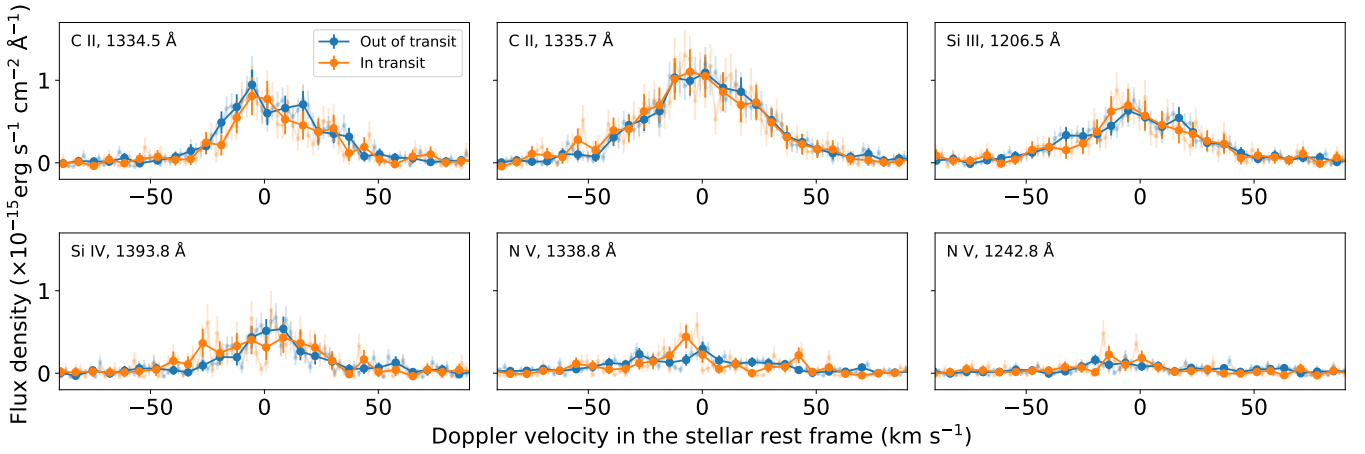 Flux density (×10⁻¹⁵erg s⁻¹ cm⁻² Å⁻¹)
C II, 1334.5 Å
Out of transit
In transit
1
0
−50 0 50
C II, 1335.7 Å
−50 0 50
Si III, 1206.5 Å
−50 0 50
Si IV, 1393.8 Å
1
0
−50 0 50
N V, 1338.8 Å
−50 0 50
N V, 1242.8 Å
−50 0 50
Doppler velocity in the stellar rest frame (km s⁻¹)